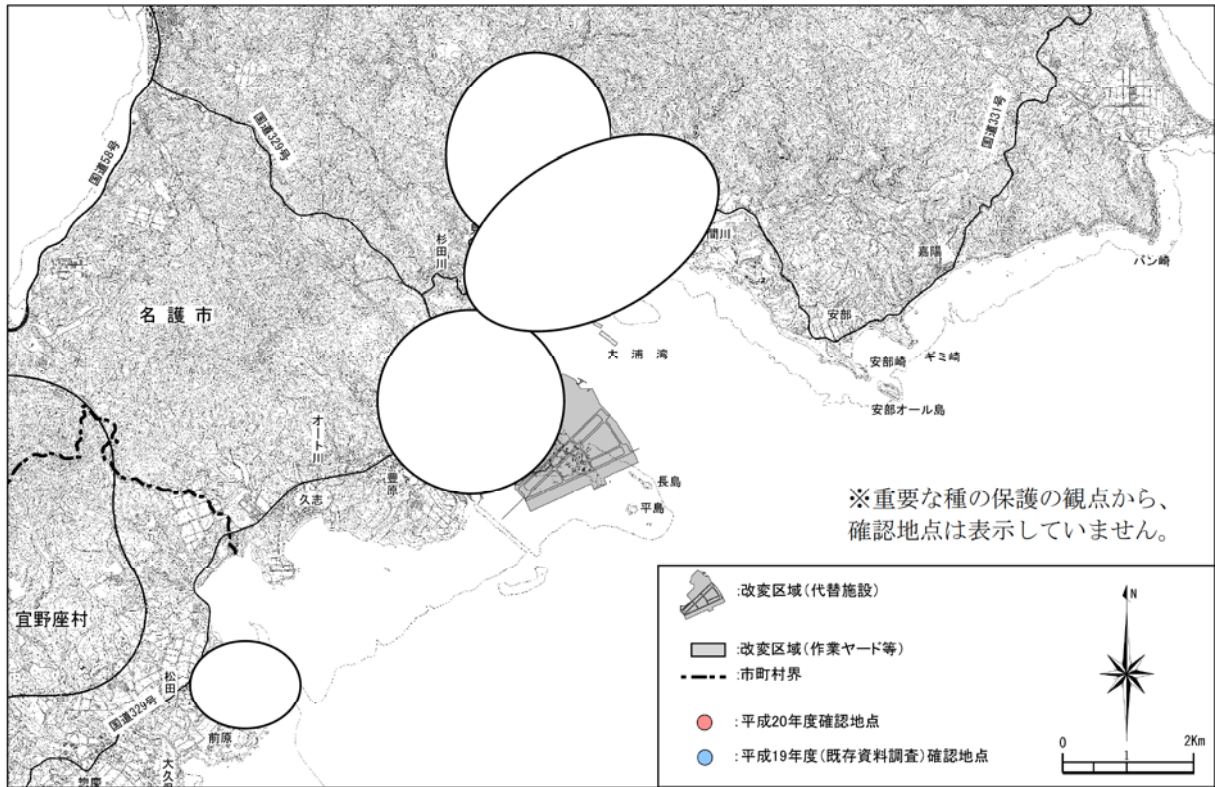 国道58号
国道329号
国道331号
杉田川
間川
嘉陽
バン崎
名護市
安部
大浦湾
安部崎
ギミ崎
安部オール島
オート川
豊原
久志
長島
平島
※重要な種の保護の観点から、
確認地点は表示していません。
宜野座村
松田
国道329号
前原
惣慶
:改変区域(代替施設)
:改変区域(作業ヤード等)
:市町村界
:平成20年度確認地点
:平成19年度(既存資料調査)確認地点
N
0 1 2Km